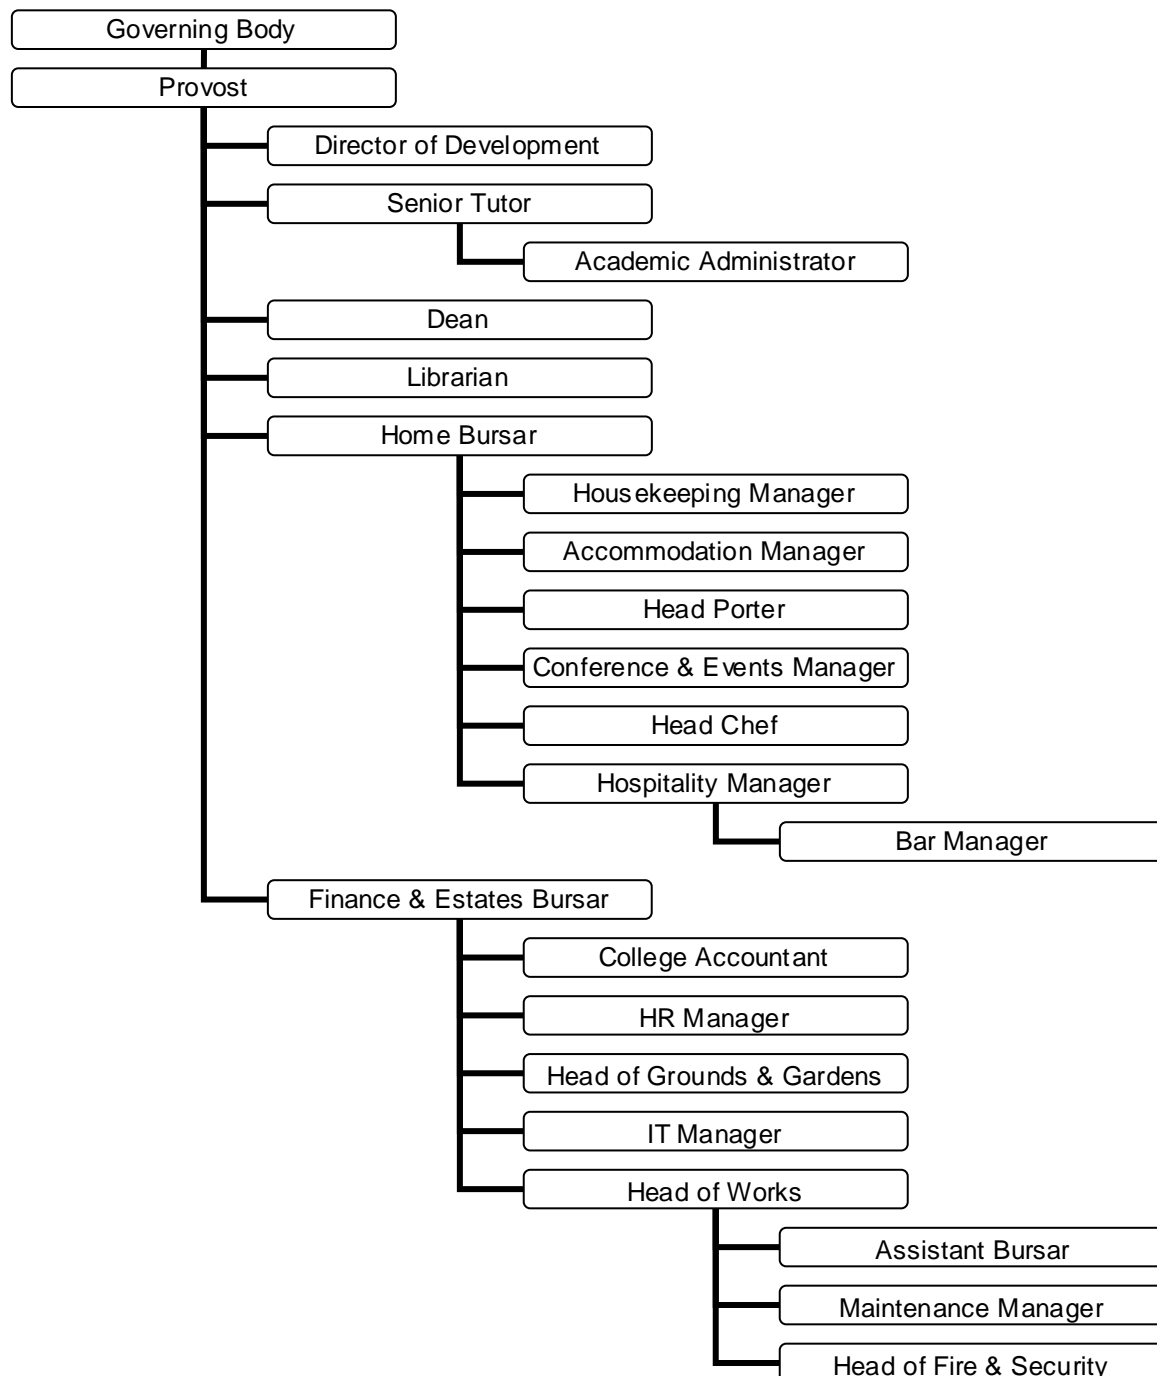 Governing Body
Provost
Director of Development
Senior Tutor
Academic Administrator
Dean
Librarian
Home Bursar
Housekeeping Manager
Accommodation Manager
Head Porter
Conference & Events Manager
Head Chef
Hospitality Manager
Bar Manager
Finance & Estates Bursar
College Accountant
HR Manager
Head of Grounds & Gardens
IT Manager
Head of Works
Assistant Bursar
Maintenance Manager
Head of Fire & Security